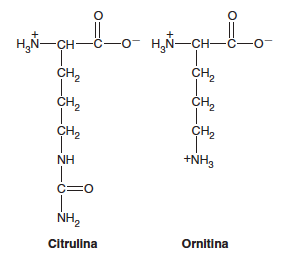 O O
H₃N⁺—CH—C—O⁻ H₃N⁺—CH—C—O⁻
CH₂ CH₂
CH₂ CH₂
CH₂ CH₂
NH +NH₃
C=O
NH₂
Citrulina Ornitina